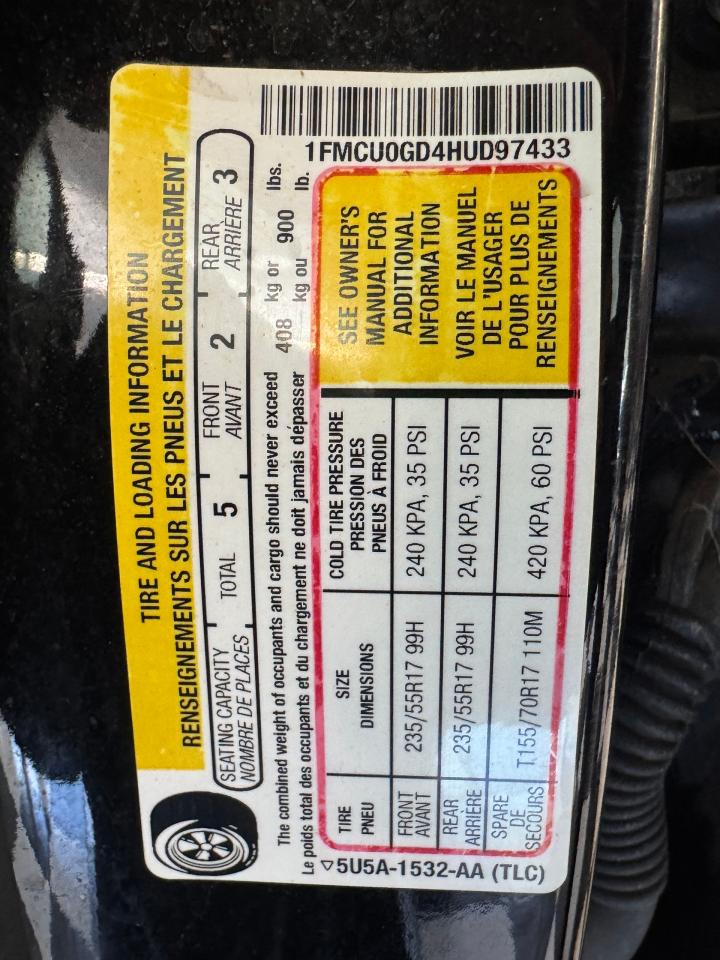 TIRE AND LOADING INFORMATION
RENSEIGNEMENTS SUR LES PNEUS ET LE CHARGEMENT
SEATING CAPACITY TOTAL 5 FRONT 2 REAR 3
NOMBRE DE PLACES AVANT ARRIÈRE
The combined weight of occupants and cargo should never exceed 408 kg or 900 lbs.
Le poids total des occupants et du chargement ne doit jamais dépasser kg ou lb.
1FMCU0GD4HUD97433
TIRE SIZE COLD TIRE PRESSURE
PNEU DIMENSIONS PRESSION DES
PNEUS À FROID
FRONT 235/55R17 99H 240 KPA, 35 PSI
AVANT
REAR 235/55R17 99H 240 KPA, 35 PSI
ARRIÈRE
SPARE T155/70R17 110M 420 KPA, 60 PSI
DE
SECOURS
SEE OWNER'S
MANUAL FOR
ADDITIONAL
INFORMATION
VOIR LE MANUEL
DE L'USAGER
POUR PLUS DE
RENSEIGNEMENTS
5U5A-1532-AA (TLC)